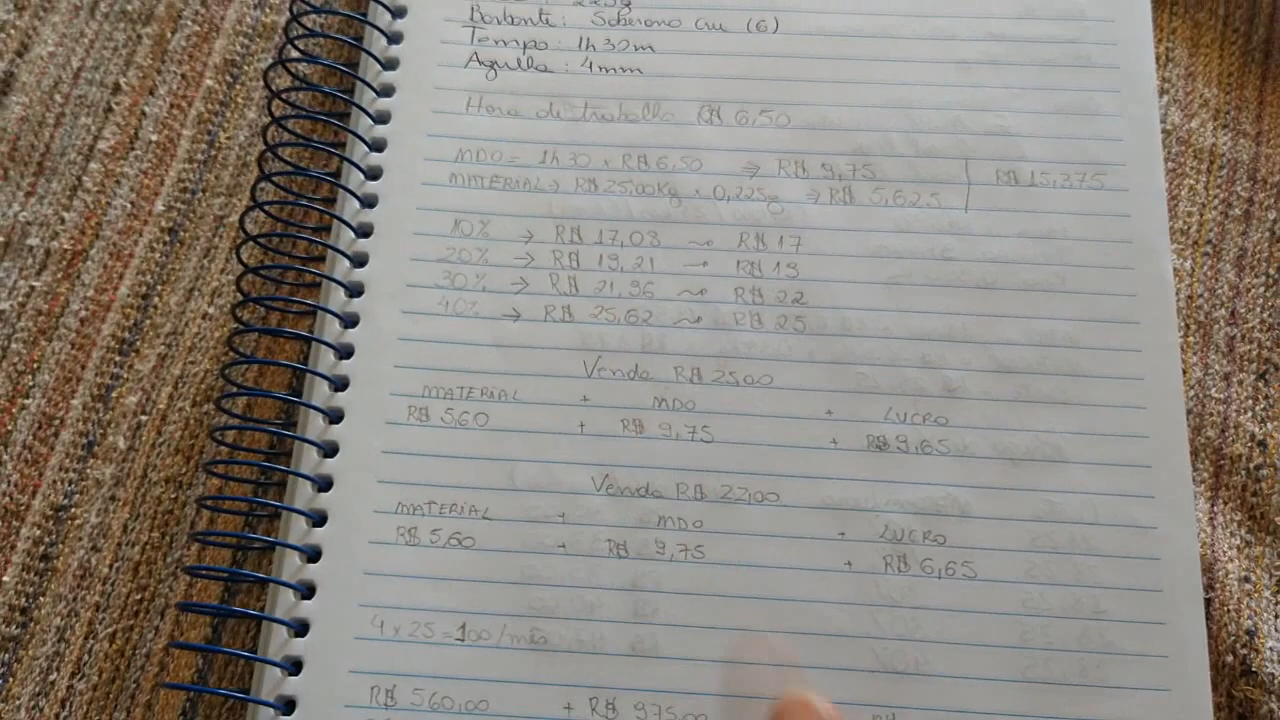 225g
Barbante: Soberano Cru (6)
Tempo: 1h30m
Agulha: 4mm
Hora de trabalho R$ 6,50
MDO = 1h30 x R$6,50 => R$ 9,75
MATERIAL → R$25,00Kg x 0,225g => R$ 5,625
R$ 15,375
10% → R$ 17,08 ~ R$ 17
20% → R$ 19,21 → R$ 19
30% → R$ 21,96 ~ R$ 22
40% → R$ 25,62 ~ R$ 25
Venda R$ 25,00
MATERIAL + MDO + LUCRO
R$ 5,60 + R$ 9,75 + R$ 9,65
Venda R$ 22,00
MATERIAL + MDO + LUCRO
R$ 5,60 + R$ 9,75 + R$ 6,65
4 x 25 = 100/mês
R$ 560,00 + R$ 975,00